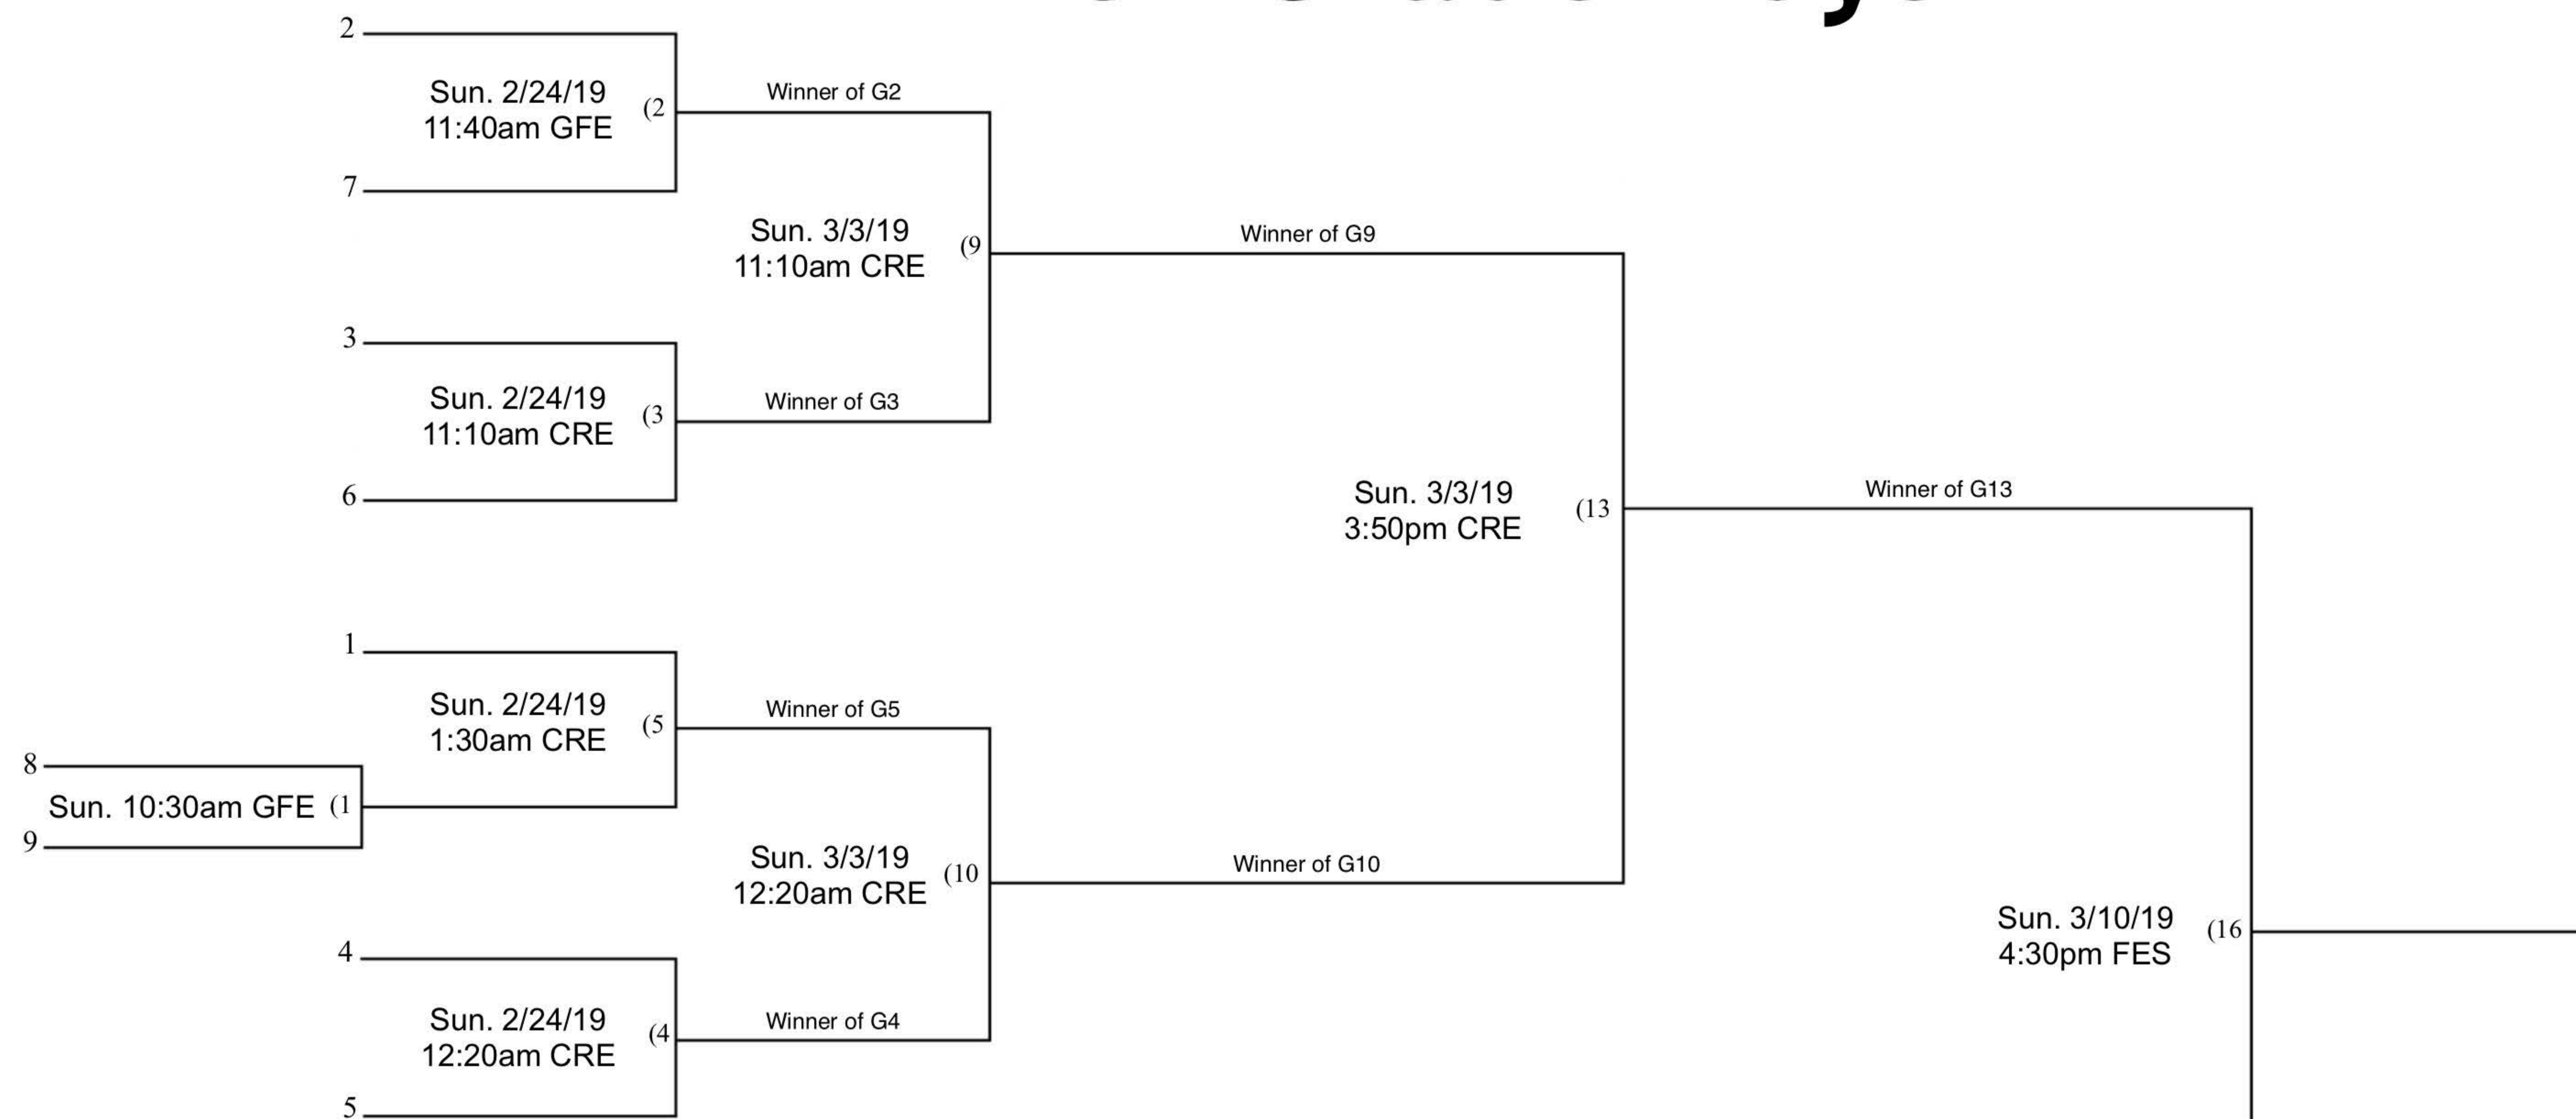 2
Sun. 2/24/19
11:40am GFE
(2
Winner of G2
7
Sun. 3/3/19
11:10am CRE
(9
Winner of G9
3
Sun. 2/24/19
11:10am CRE
(3
Winner of G3
6
Sun. 3/3/19
3:50pm CRE
(13
Winner of G13
1
Sun. 2/24/19
1:30am CRE
(5
Winner of G5
8
Sun. 10:30am GFE (1
9
Sun. 3/3/19
12:20am CRE
(10
Winner of G10
4
Sun. 2/24/19
12:20am CRE
(4
Winner of G4
5
Sun. 3/10/19
4:30pm FES
(16